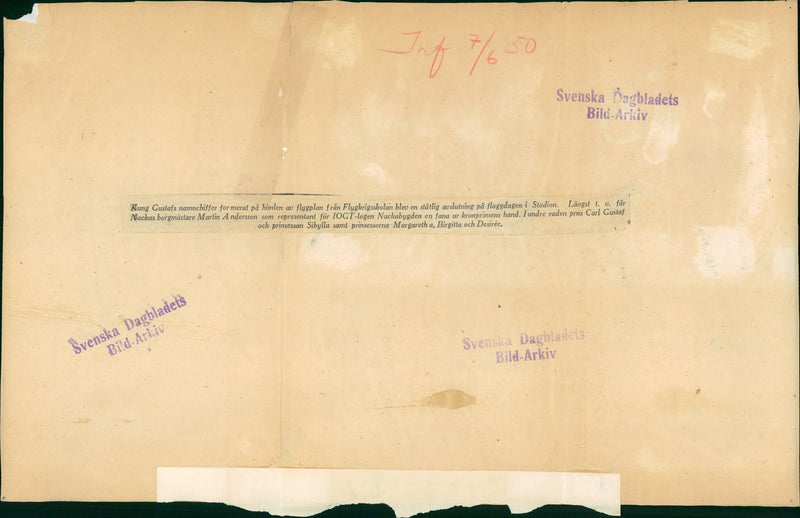 Inf 7/6 50
Svenska Dagbladets
Bild-Arkiv
Kung Gustafs namnchiffer formerat på himlen av flygplan från Flygkrigsskolan blev en ståtlig avslutning på flaggdagen i Stadion. Längst t. v. får
Nackas borgmästare Martin Andersson som representant för IOGT-logen Nackabygden en fana ur kronprinsens hand. I undre raden prins Carl Gustaf
och prinsessan Sibylla samt prinsessorna Margaretha, Birgitta och Desirée.
Svenska Dagbladets
Bild-Arkiv
Svenska Dagbladets
Bild-Arkiv